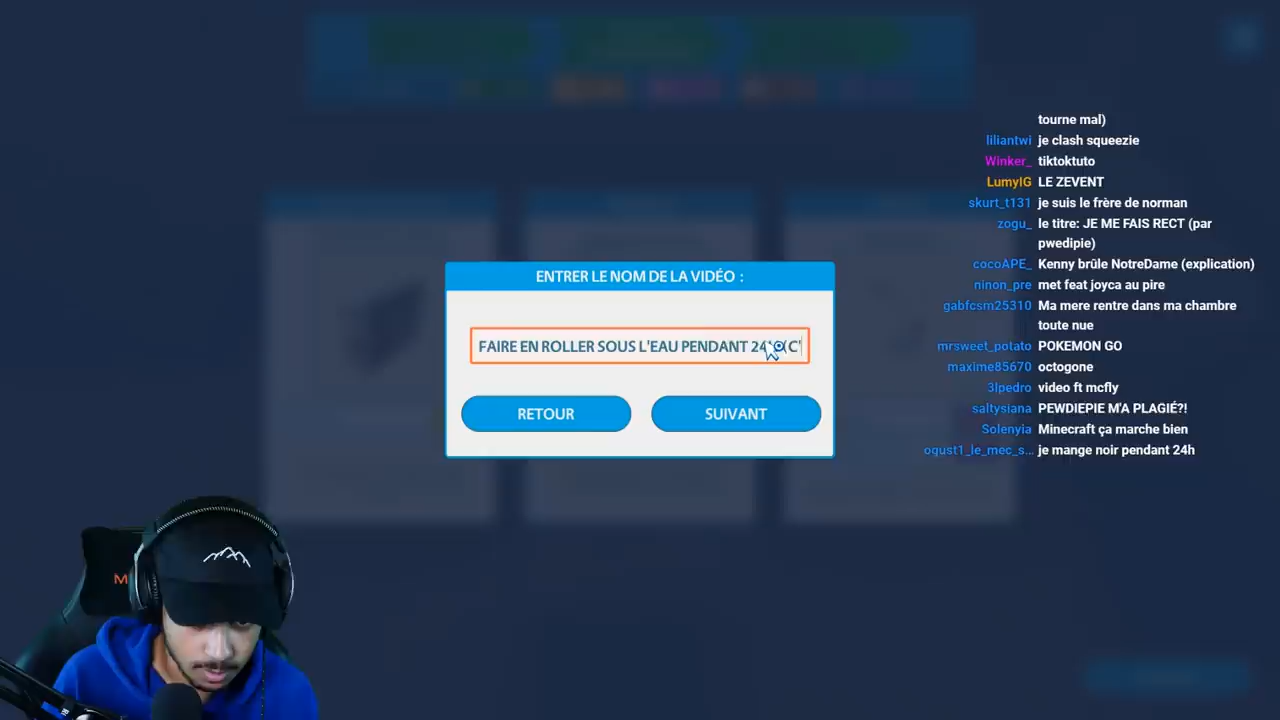 tourne mal)
liliantwi je clash squeezie
Winker_ tiktoktuto
LumyIG LE ZEVENT
skurt_t131 je suis le frère de norman
zogu_ le titre: JE ME FAIS RECT (par
pwedipie)
cocoAPE_ Kenny brûle NotreDame (explication)
ninon_pre met feat joyca au pire
gabfcsm25310 Ma mere rentre dans ma chambre
toute nue
mrsweet_potato POKEMON GO
maxime85670 octogone
3lpedro video ft mcfly
saltysiana PEWDIEPIE M'A PLAGIÉ?!
Solenyia Minecraft ça marche bien
ogust1_le_mec_s... je mange noir pendant 24h
ENTRER LE NOM DE LA VIDÉO :
FAIRE EN ROLLER SOUS L'EAU PENDANT
RETOUR
SUIVANT
M